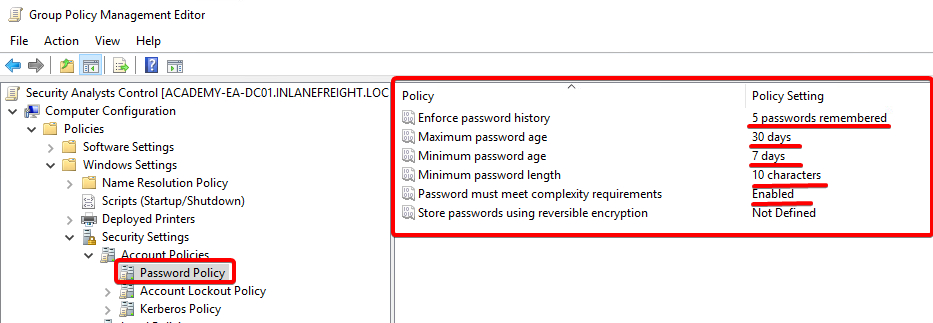 Group Policy Management Editor
File Action View Help
Security Analysts Control [ACADEMY-EA-DC01.INLANEFREIGHT.LOC
Computer Configuration
Policies
Software Settings
Windows Settings
Name Resolution Policy
Scripts (Startup/Shutdown)
Deployed Printers
Security Settings
Account Policies
Password Policy
Account Lockout Policy
Kerberos Policy
Policy Policy Setting
Enforce password history 5 passwords remembered
Maximum password age 30 days
Minimum password age 7 days
Minimum password length 10 characters
Password must meet complexity requirements Enabled
Store passwords using reversible encryption Not Defined